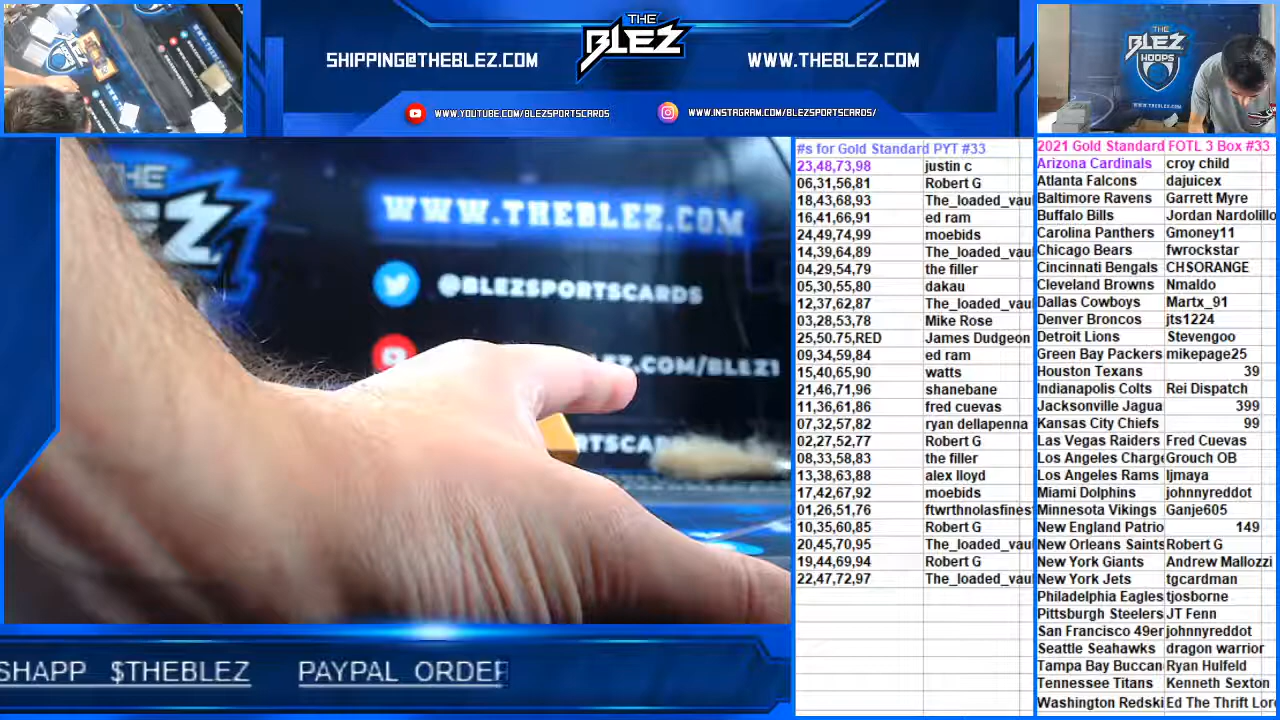 THE
BLEZ
SHIPPING@THEBLEZ.COM
WWW.THEBLEZ.COM
WWW.YOUTUBE.COM/BLEZSPORTSCARDS
WWW.INSTAGRAM.COM/BLEZSPORTSCARDS/
THE
BLEZ
HOOPS
WWW.THEBLEZ.COM
@BLEZSPORTSCARDS
.COM/BLEZ1
RTSCA
#s for Gold Standard PYT #33
23,48,73,98 justin c
06,31,56,81 Robert G
18,43,68,93 The_loaded_vau
16,41,66,91 ed ram
24,49,74,99 moebids
14,39,64,89 The_loaded_vau
04,29,54,79 the filler
05,30,55,80 dakau
12,37,62,87 The_loaded_vau
03,28,53,78 Mike Rose
25,50.75,RED James Dudgeon
09,34,59,84 ed ram
15,40,65,90 watts
21,46,71,96 shanebane
11,36,61,86 fred cuevas
07,32,57,82 ryan dellapenna
02,27,52,77 Robert G
08,33,58,83 the filler
13,38,63,88 alex lloyd
17,42,67,92 moebids
01,26,51,76 ftwrthnolasfines
10,35,60,85 Robert G
20,45,70,95 The_loaded_vau
19,44,69,94 Robert G
22,47,72,97 The_loaded_vau
2021 Gold Standard FOTL 3 Box #33
Arizona Cardinals croy child
Atlanta Falcons dajuicex
Baltimore Ravens Garrett Myre
Buffalo Bills Jordan Nardolillo
Carolina Panthers Gmoney11
Chicago Bears fwrockstar
Cincinnati Bengals CHSORANGE
Cleveland Browns Nmaldo
Dallas Cowboys Martx_91
Denver Broncos jts1224
Detroit Lions Stevengoo
Green Bay Packers mikepage25
Houston Texans 39
Indianapolis Colts Rei Dispatch
Jacksonville Jagua 399
Kansas City Chiefs 99
Las Vegas Raiders Fred Cuevas
Los Angeles Charge Grouch OB
Los Angeles Rams ljmaya
Miami Dolphins johnnyreddot
Minnesota Vikings Ganje605
New England Patrio 149
New Orleans Saints Robert G
New York Giants Andrew Mallozzi
New York Jets tgcardman
Philadelphia Eagles tjosborne
Pittsburgh Steelers JT Fenn
San Francisco 49er johnnyreddot
Seattle Seahawks dragon warrior
Tampa Bay Buccan Ryan Hulfeld
Tennessee Titans Kenneth Sexton
Washington Redski Ed The Thrift Lor
SHAPP $THEBLEZ PAYPAL ORDER